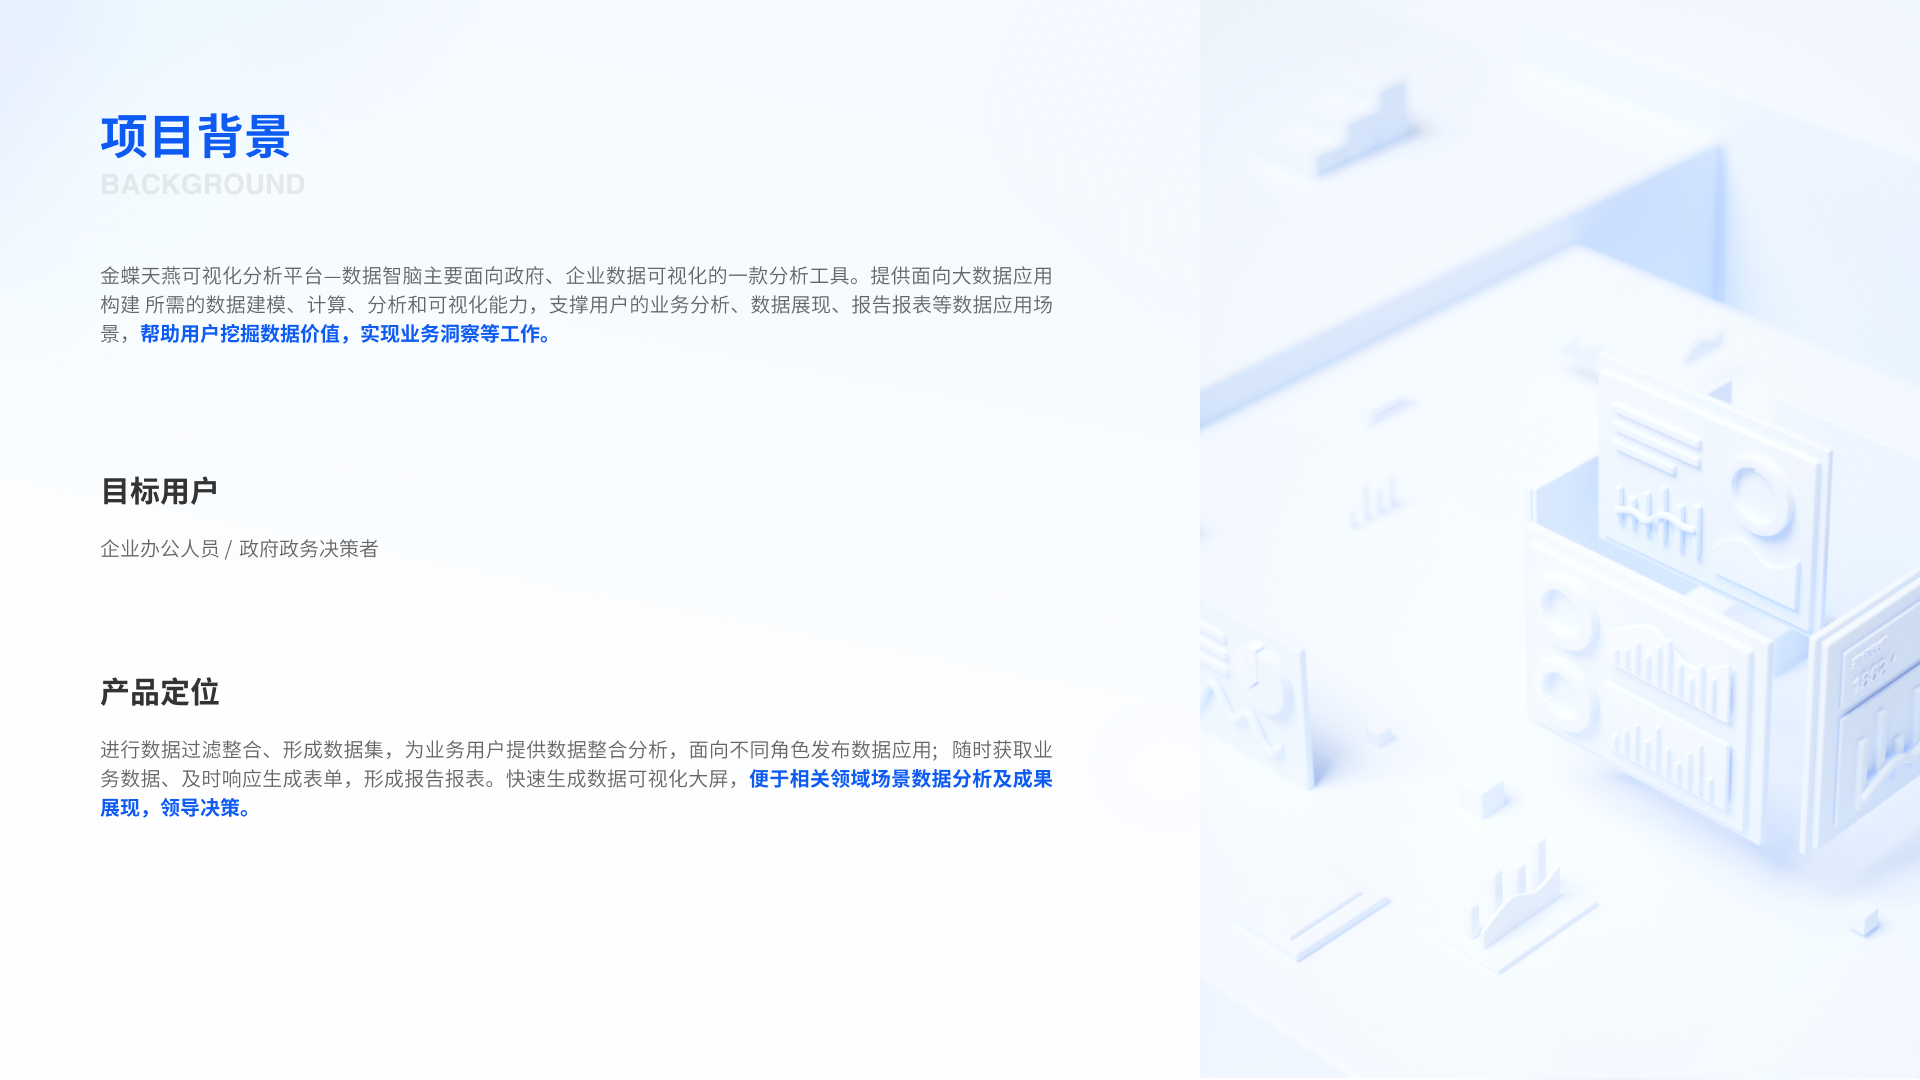 项目背景
BACKGROUND
金蝶天燕可视化分析平台—数据智脑主要面向政府、企业数据可视化的一款分析工具。提供面向大数据应用
构建 所需的数据建模、计算、分析和可视化能力，支撑用户的业务分析、数据展现、报告报表等数据应用场
景，帮助用户挖掘数据价值，实现业务洞察等工作。
目标用户
企业办公人员 / 政府政务决策者
产品定位
进行数据过滤整合、形成数据集，为业务用户提供数据整合分析，面向不同角色发布数据应用；随时获取业
务数据、及时响应生成表单，形成报告报表。快速生成数据可视化大屏，便于相关领域场景数据分析及成果
展现，领导决策。